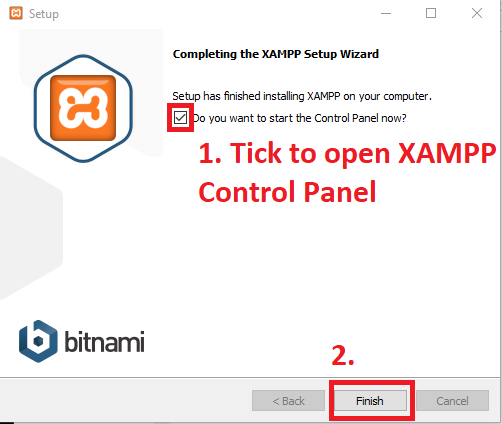 Setup
Completing the XAMPP Setup Wizard
Setup has finished installing XAMPP on your computer.
Do you want to start the Control Panel now?
1. Tick to open XAMPP
Control Panel
bitnami
2.
< Back
Finish
Cancel